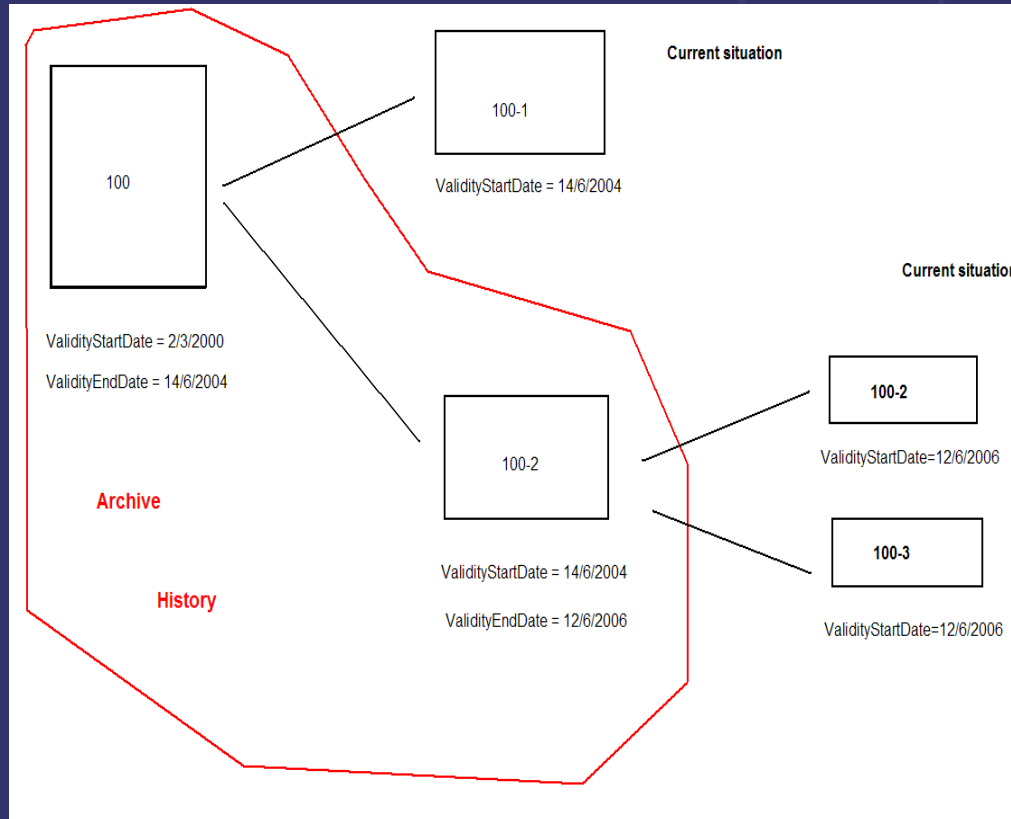 Current situation
100-1
100
ValidityStartDate = 14/6/2004
Current situation
ValidityStartDate = 2/3/2000
ValidityEndDate = 14/6/2004
100-2
ValidityStartDate=12/6/2006
100-2
Archive
100-3
ValidityStartDate = 14/6/2004
History
ValidityEndDate = 12/6/2006
ValidityStartDate=12/6/2006